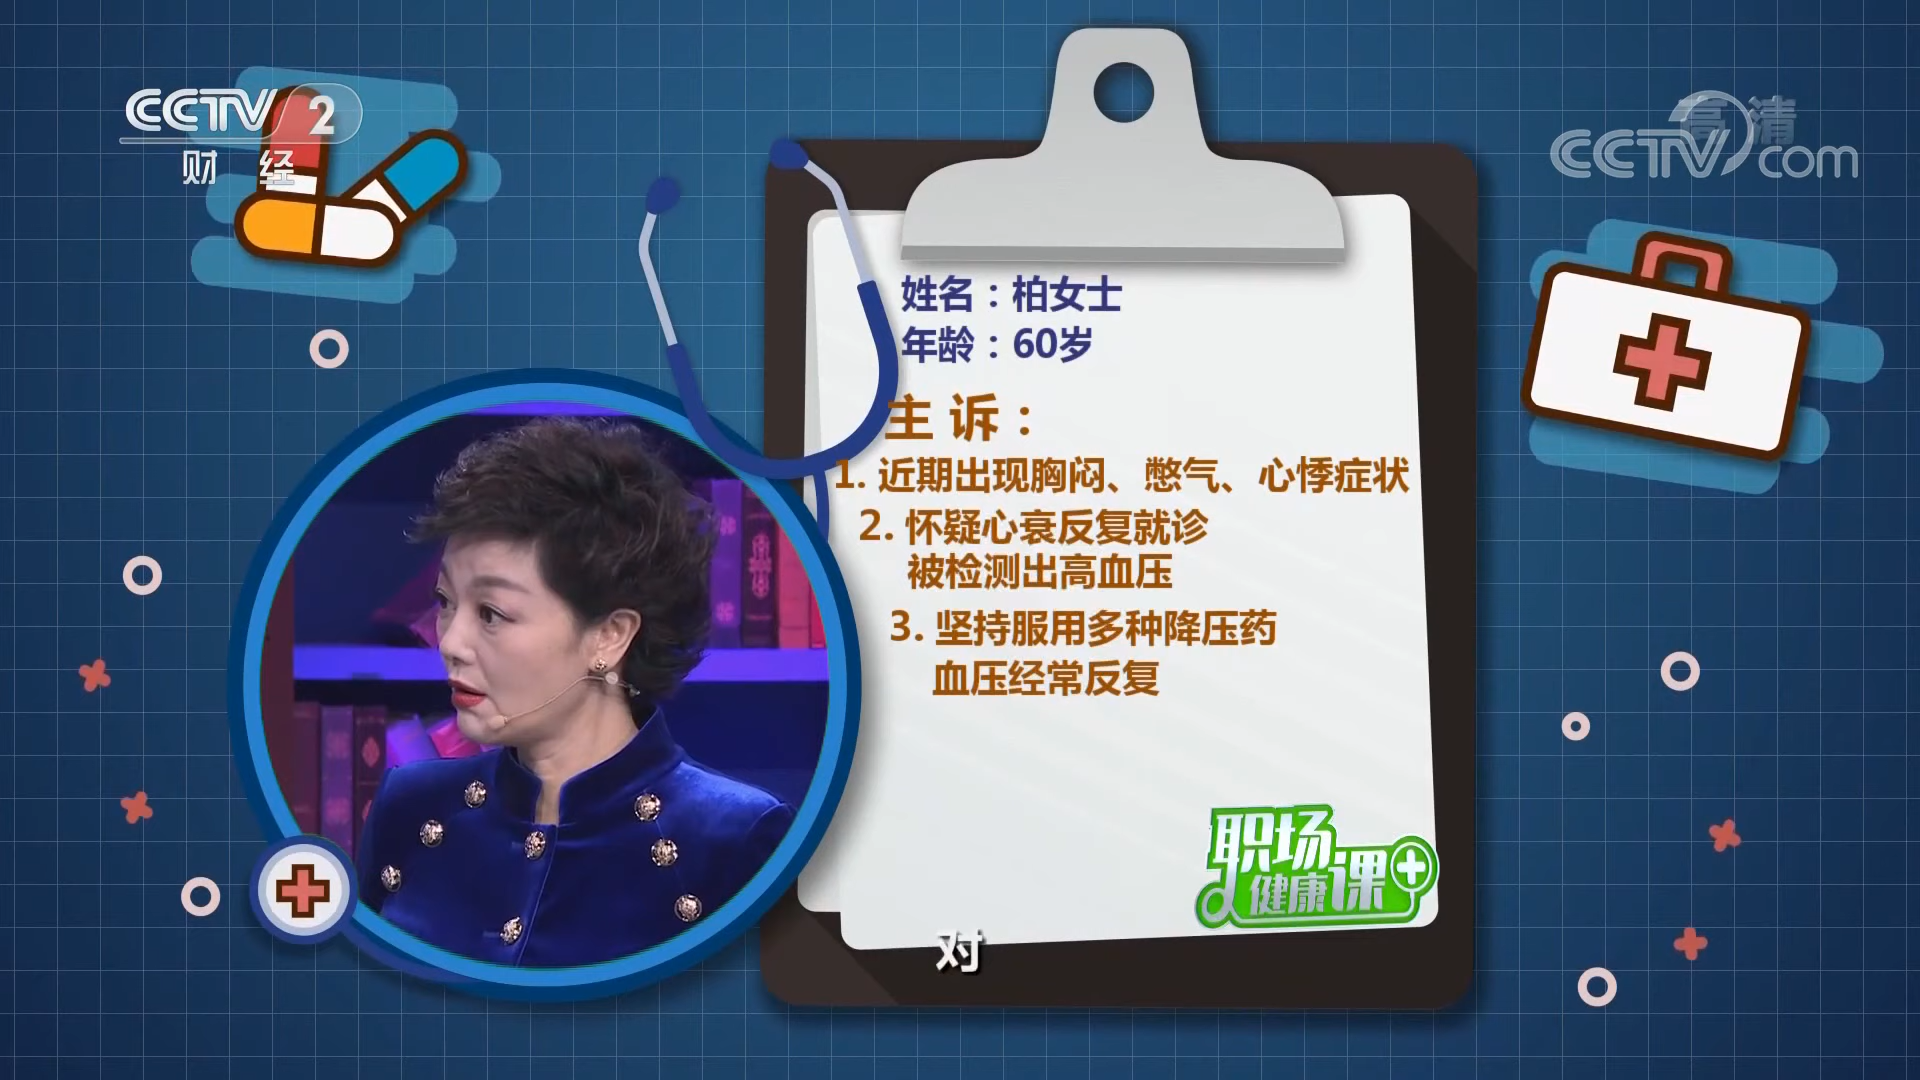 CCTV 2
财 经
高清
CCTV.com
姓名：柏女士
年龄：60岁
主 诉：
1. 近期出现胸闷、憋气、心悸症状
2. 怀疑心衰反复就诊
被检测出高血压
3. 坚持服用多种降压药
血压经常反复
职场
健康课
对